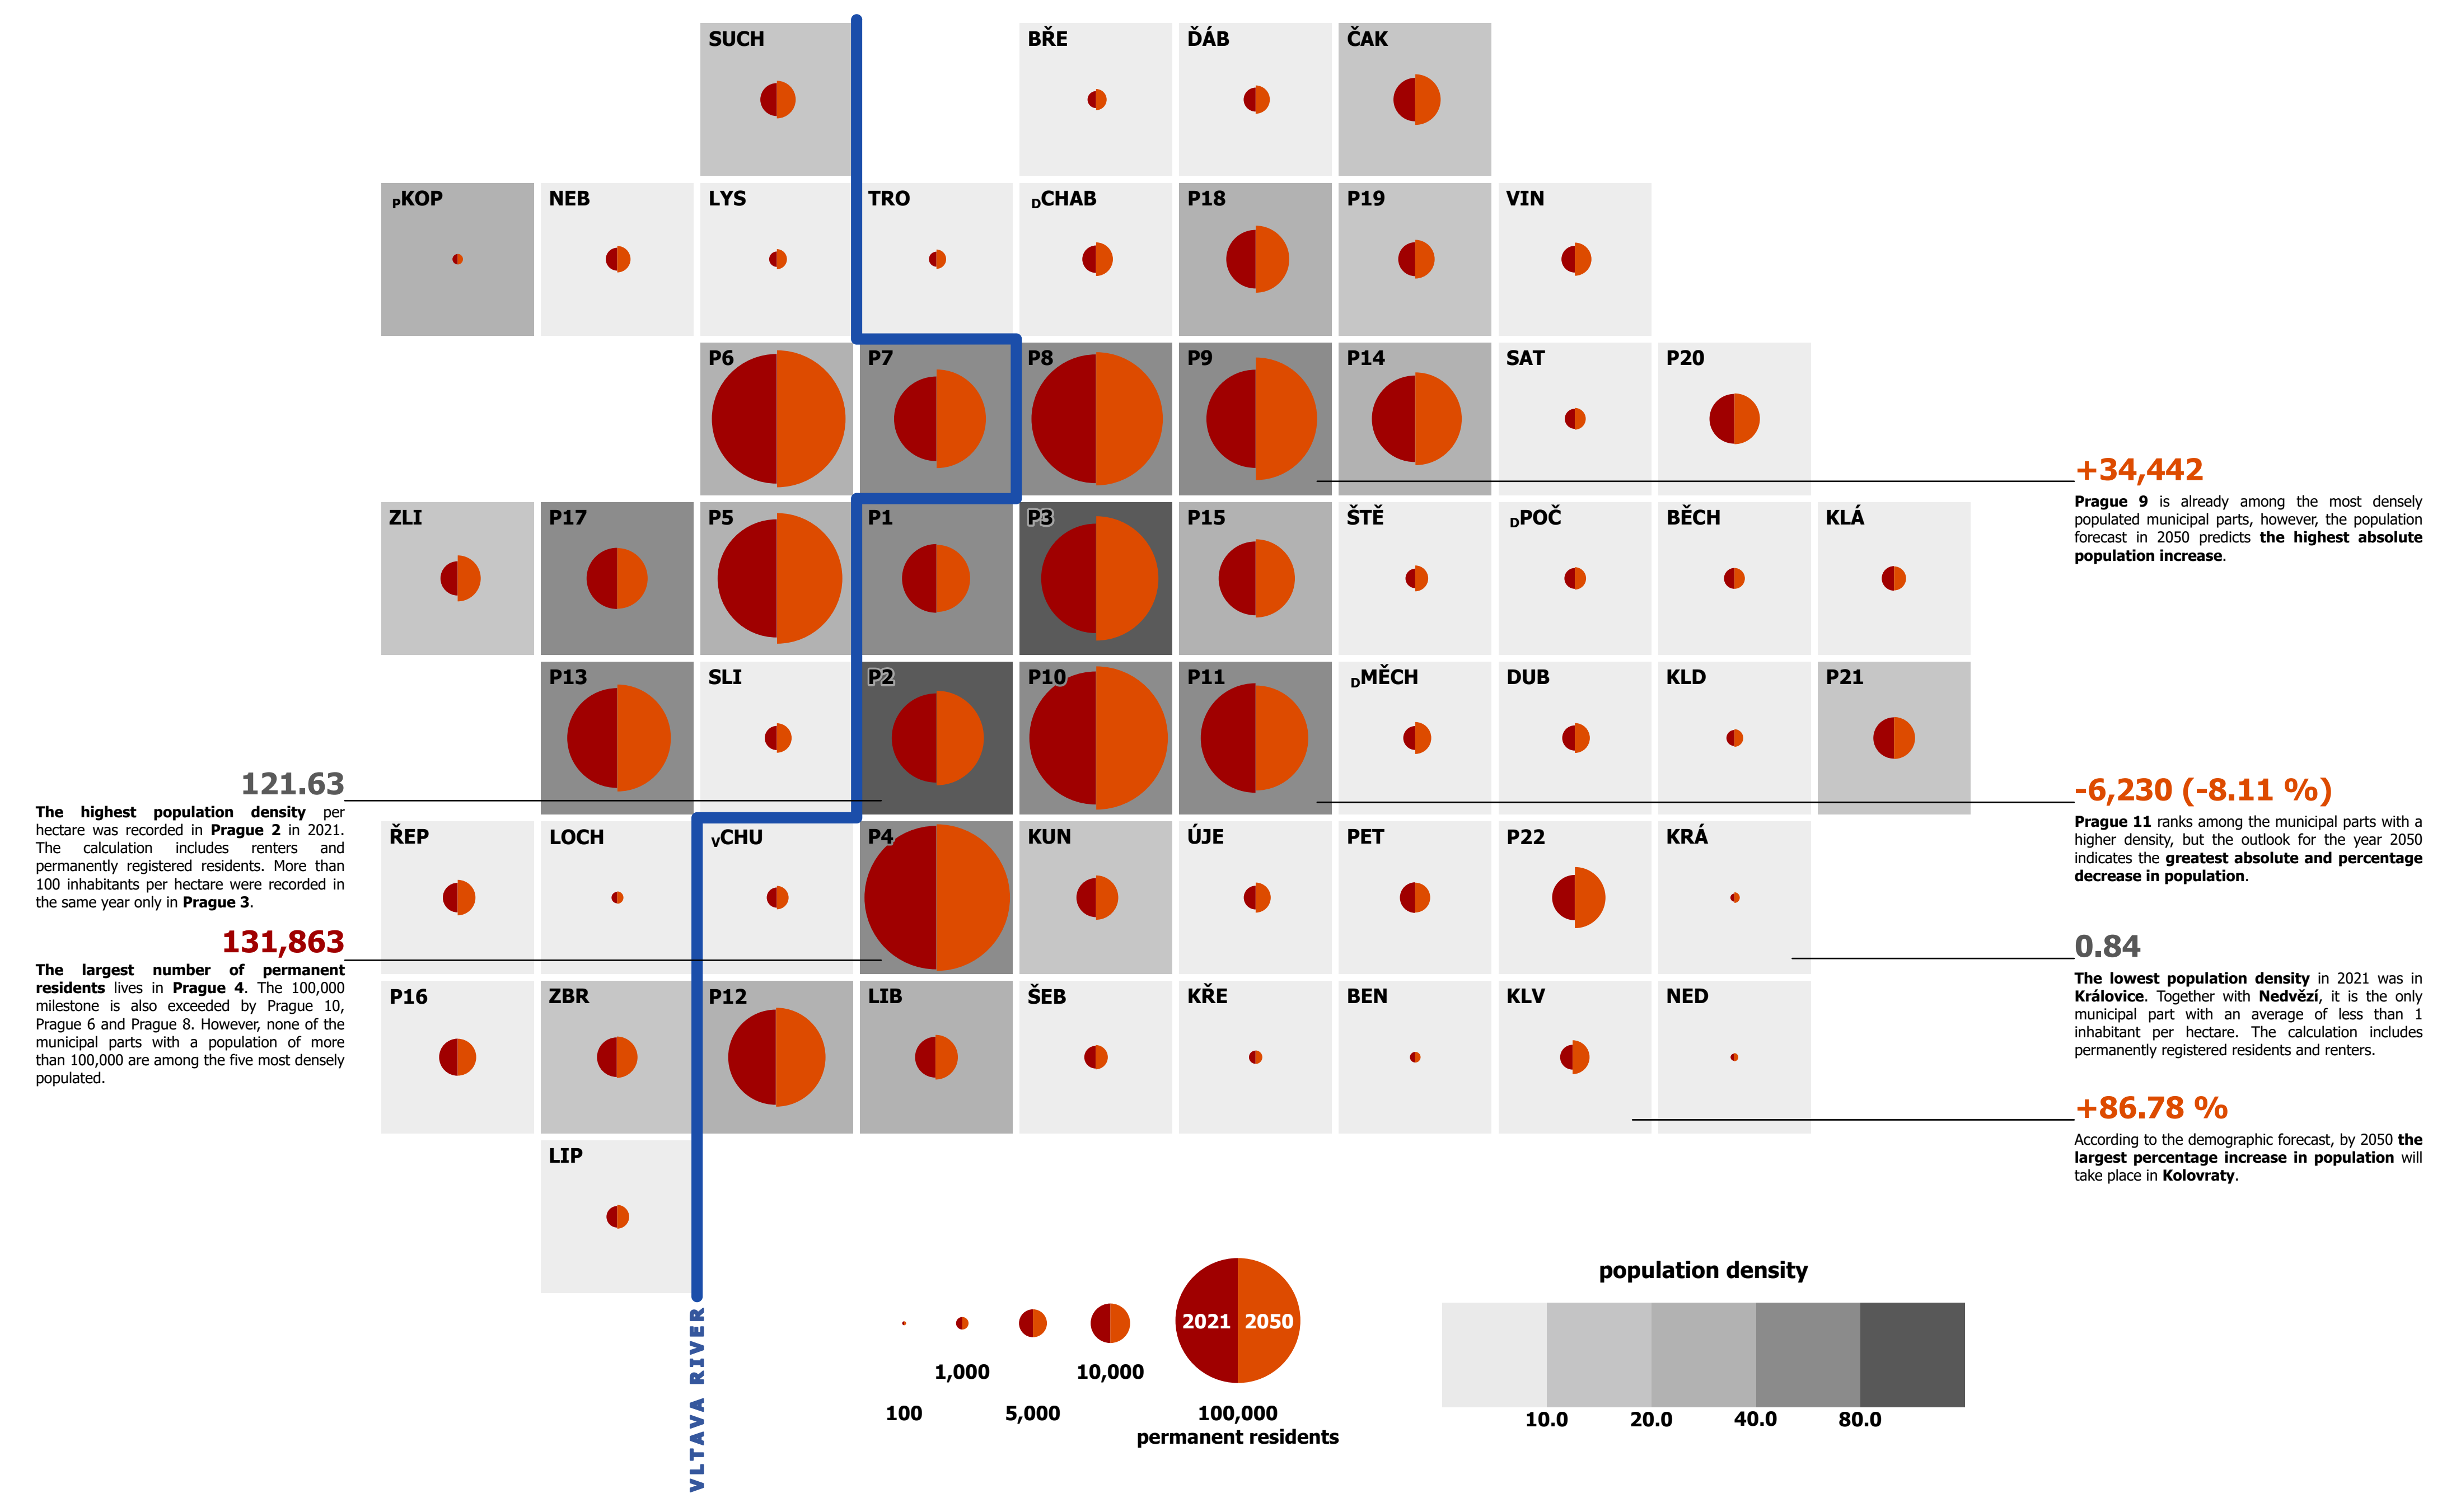 SUCH
BŘE
ĎÁB
ČAK
PKOP
NEB
LYS
TRO
DCHAB
P18
P19
VIN
P6
P7
P8
P9
P14
SAT
P20
+34,442
Prague 9 is already among the most densely
populated municipal parts, however, the population
forecast in 2050 predicts the highest absolute
population increase.
ZLI
P17
P5
P1
P3
P15
ŠTĚ
DPOČ
BĚCH
KLÁ
P13
SLI
P2
P10
P11
DMĚCH
DUB
KLD
P21
121.63
The highest population density per
hectare was recorded in Prague 2 in 2021.
The calculation includes renters and
permanently registered residents. More than
100 inhabitants per hectare were recorded in
the same year only in Prague 3.
-6,230 (-8.11 %)
Prague 11 ranks among the municipal parts with a
higher density, but the outlook for the year 2050
indicates the greatest absolute and percentage
decrease in population.
ŘEP
LOCH
VCHU
P4
KUN
ÚJE
PET
P22
KRÁ
131,863
The largest number of permanent
residents lives in Prague 4. The 100,000
milestone is also exceeded by Prague 10,
Prague 6 and Prague 8. However, none of the
municipal parts with a population of more
than 100,000 are among the five most densely
populated.
0.84
The lowest population density in 2021 was in
Královice. Together with Nedvězí, it is the only
municipal part with an average of less than 1
inhabitant per hectare. The calculation includes
permanently registered residents and renters.
P16
ZBR
P12
LIB
ŠEB
KŘE
BEN
KLV
NED
+86.78 %
According to the demographic forecast, by 2050 the
largest percentage increase in population will
take place in Kolovraty.
LIP
VLTAVA RIVER
2021 2050
1,000
10,000
100
5,000
100,000
permanent residents
population density
10.0
20.0
40.0
80.0